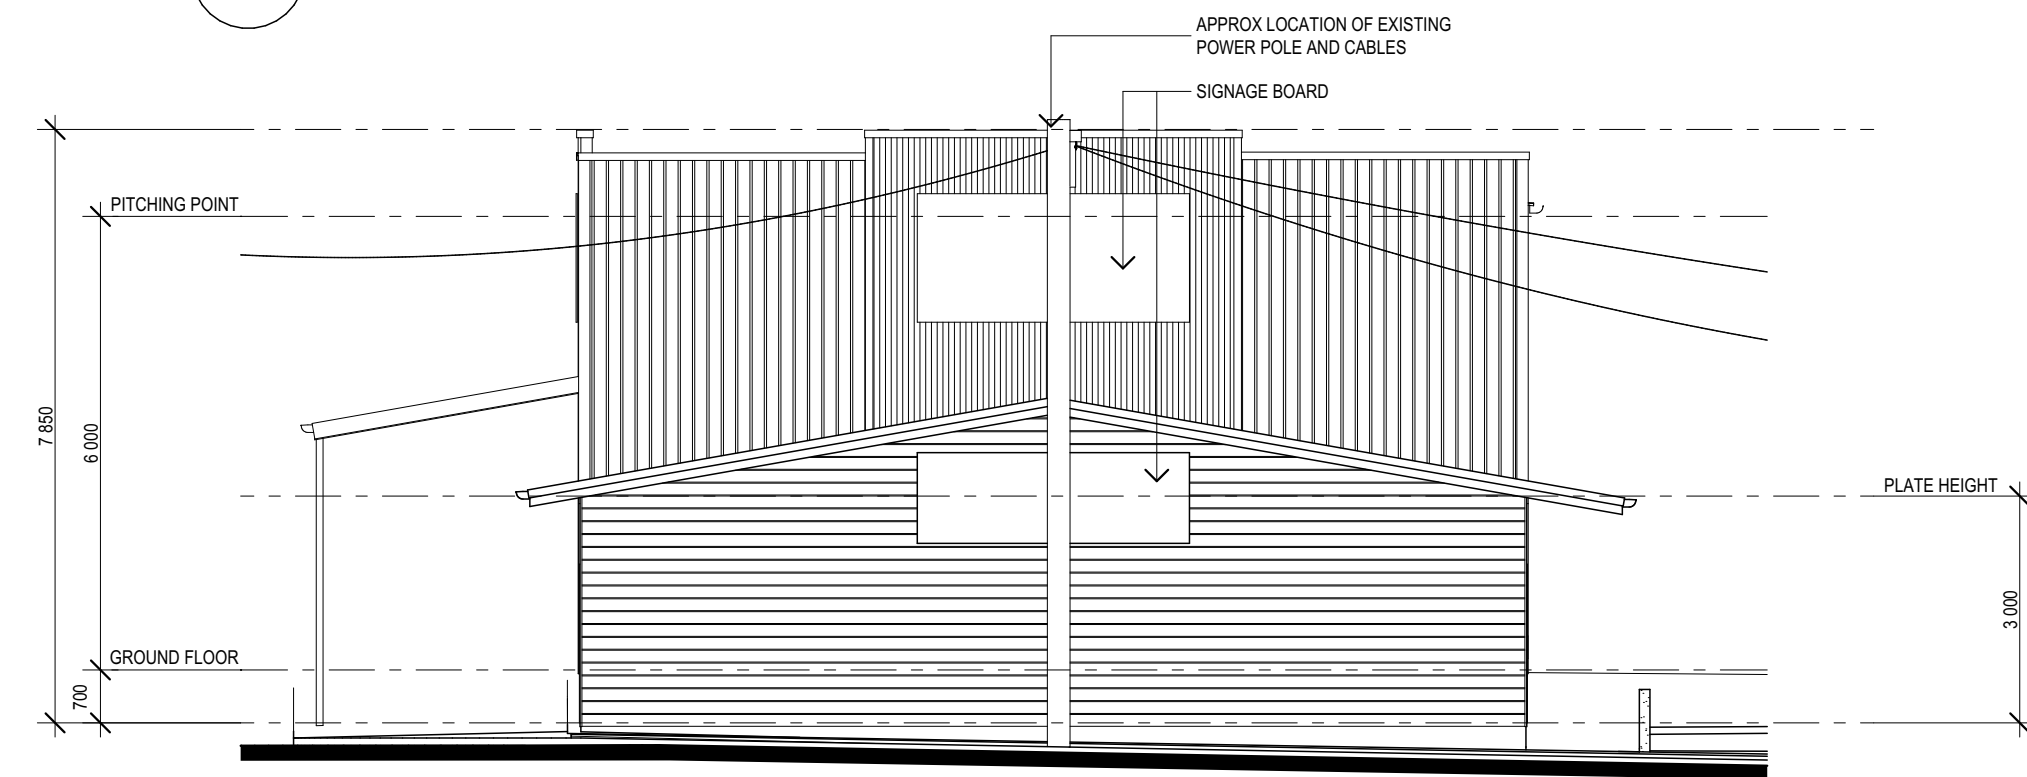 APPROX LOCATION OF EXISTING
POWER POLE AND CABLES
SIGNAGE BOARD
PITCHING POINT
7 850
6 000
PLATE HEIGHT
3 000
GROUND FLOOR
700